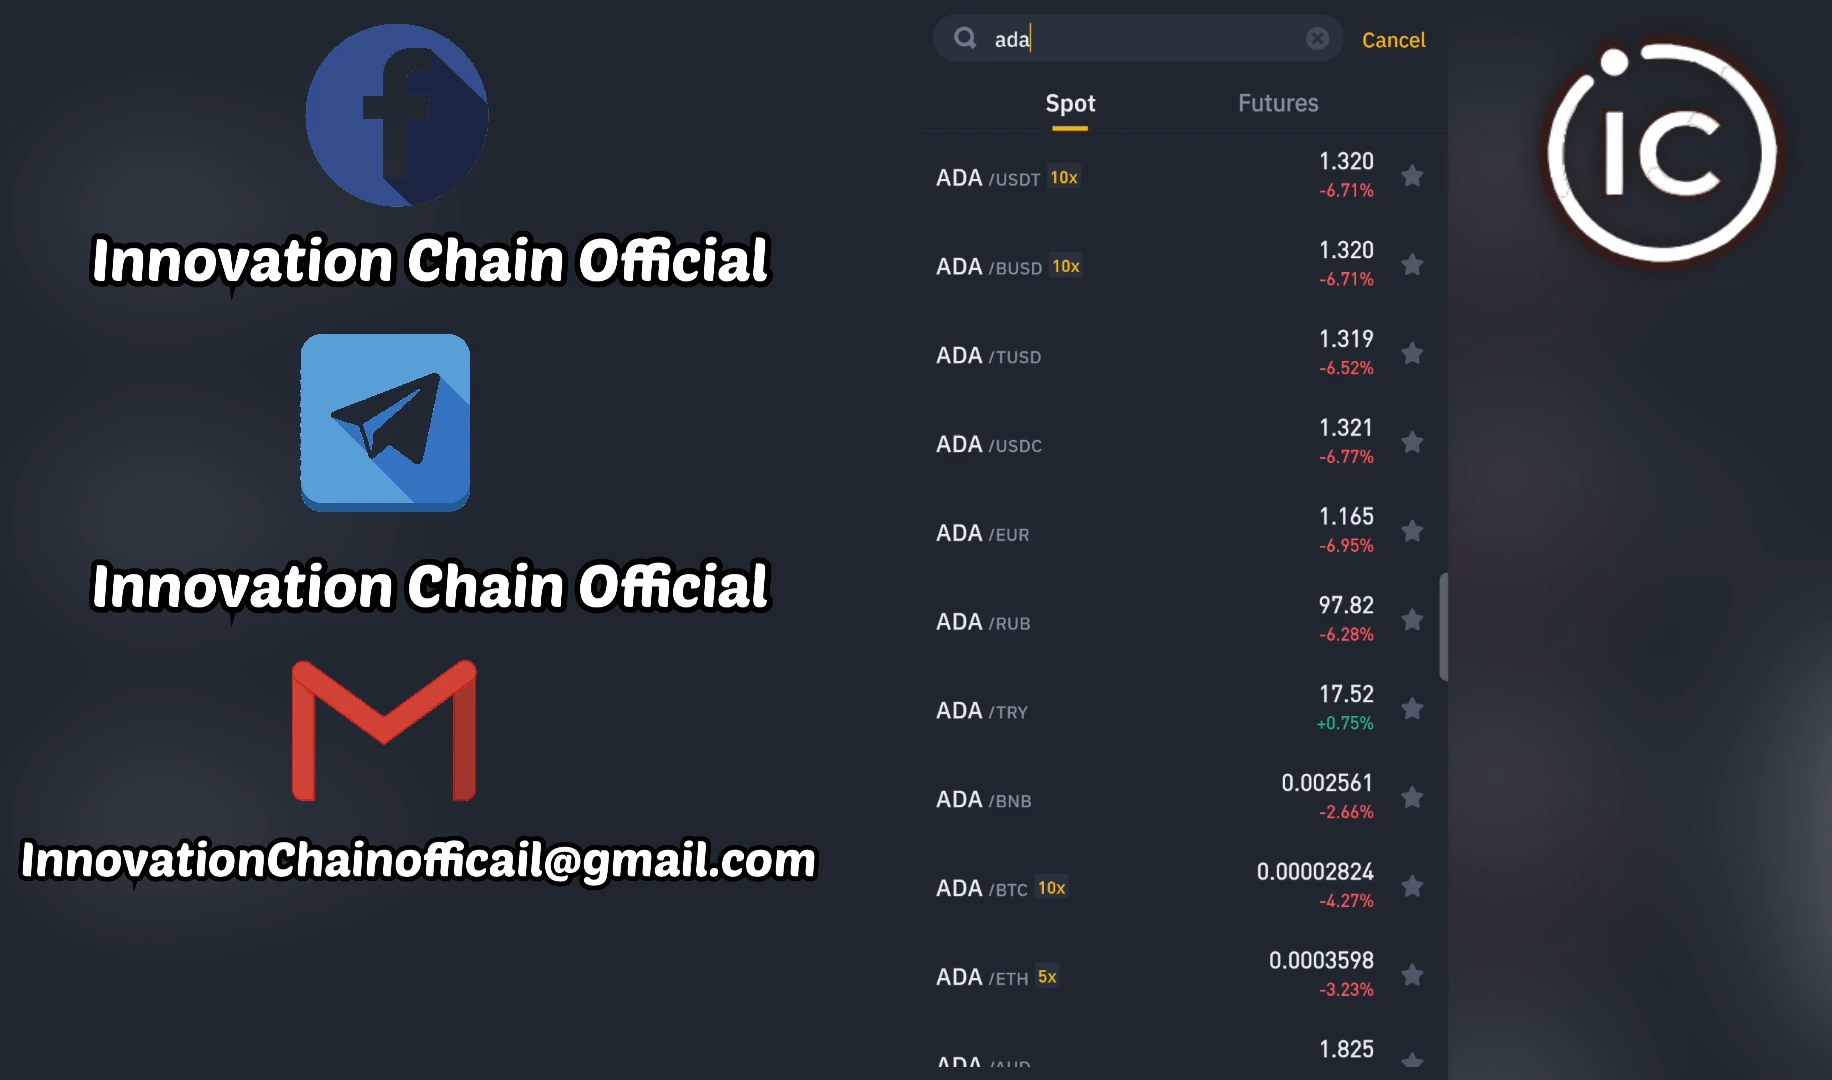 Innovation Chain Official
Innovation Chain Official
InnovationChainofficail@gmail.com
ada
Cancel
Spot Futures
ADA /USDT 10x 1.320
-6.71%
ADA /BUSD 10x 1.320
-6.71%
ADA /TUSD 1.319
-6.52%
ADA /USDC 1.321
-6.77%
ADA /EUR 1.165
-6.95%
ADA /RUB 97.82
-6.28%
ADA /TRY 17.52
+0.75%
ADA /BNB 0.002561
-2.66%
ADA /BTC 10x 0.00002824
-4.27%
ADA /ETH 5x 0.0003598
-3.23%
ADA /AUD 1.825
IC